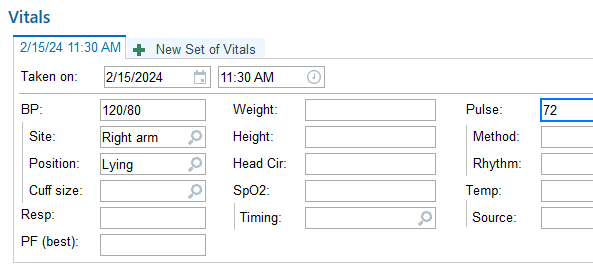 Vitals
2/15/24 11:30 AM New Set of Vitals
Taken on: 2/15/2024 11:30 AM
BP: 120/80 Weight: Pulse: 72
Site: Right arm Height: Method:
Position: Lying Head Cir: Rhythm:
Cuff size: SpO2: Temp:
Resp: Timing: Source:
PF (best):